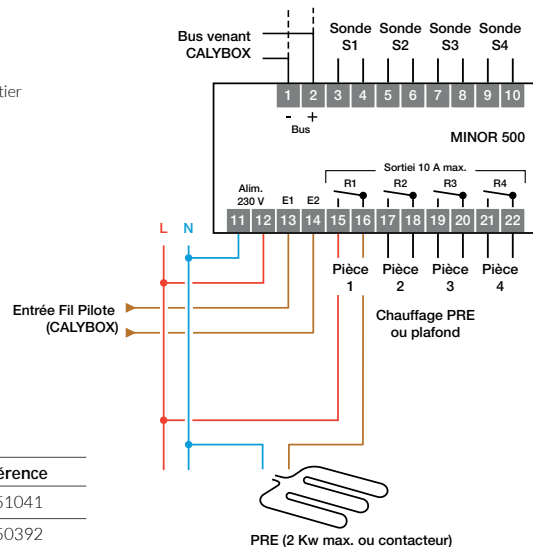 Bus venant
CALYBOX
Sonde
S1
Sonde
S2
Sonde
S3
Sonde
S4
tier
1 2 3 4 5 6 7 8 9 10
- +
Bus
MINOR 500
Sortiei 10 A max.
R1 R2 R3 R4
Alim.
230 V
E1 E2
11 12 13 14 15 16 17 18 19 20 21 22
L N
Pièce
1
Pièce
2
Pièce
3
Pièce
4
Entrée Fil Pilote
(CALYBOX)
Chauffage PRE
ou plafond
érence
51041
50392
PRE (2 Kw max. ou contacteur)